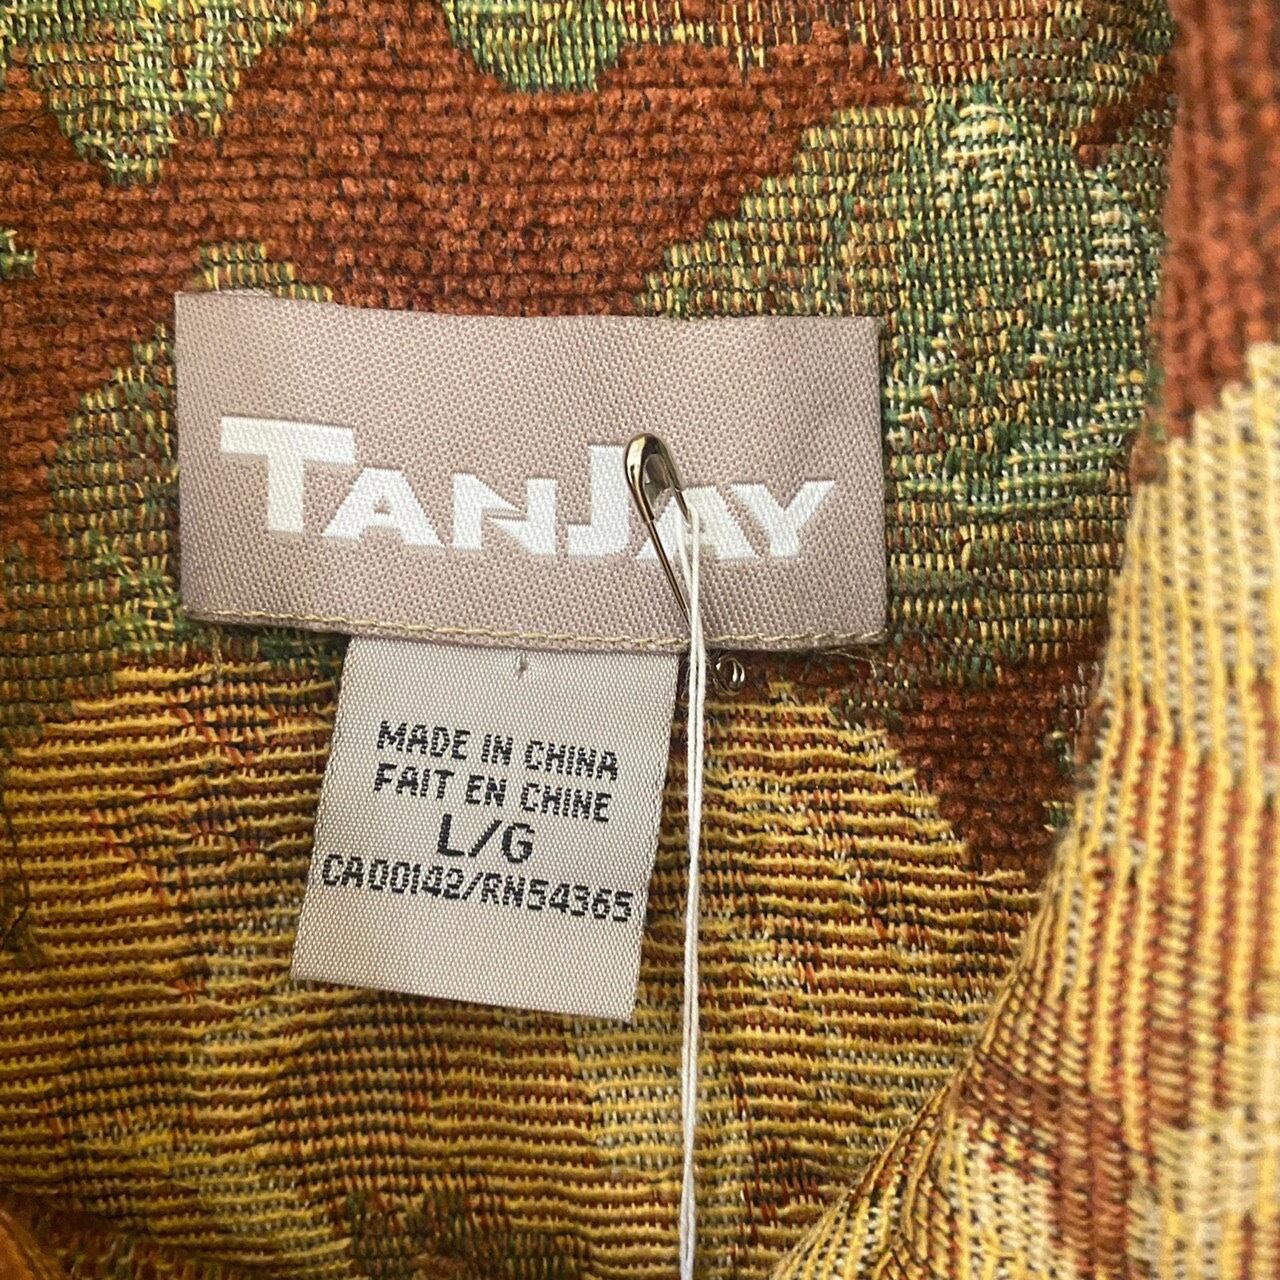 TANJAY
MADE IN CHINA
FAIT EN CHINE
L/G
CA00142/RN54365